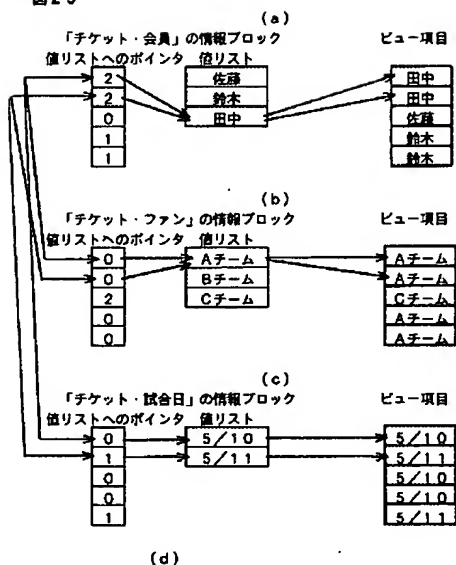 (a)
「チケット・会員」の情報ブロック ビュー項目
値リストへのポインタ 値リスト
2 佐藤 田中
2 鈴木 田中
0 田中 佐藤
1 鈴木
1 鈴木
(b)
「チケット・ファン」の情報ブロック ビュー項目
値リストへのポインタ 値リスト
0 Aチーム Aチーム
0 Bチーム Aチーム
2 Cチーム Cチーム
0 Aチーム
0 Aチーム
(c)
「チケット・試合日」の情報ブロック ビュー項目
値リストへのポインタ 値リスト
0 5/10 5/10
1 5/11 5/11
0 5/10
0 5/10
1 5/11
(d)